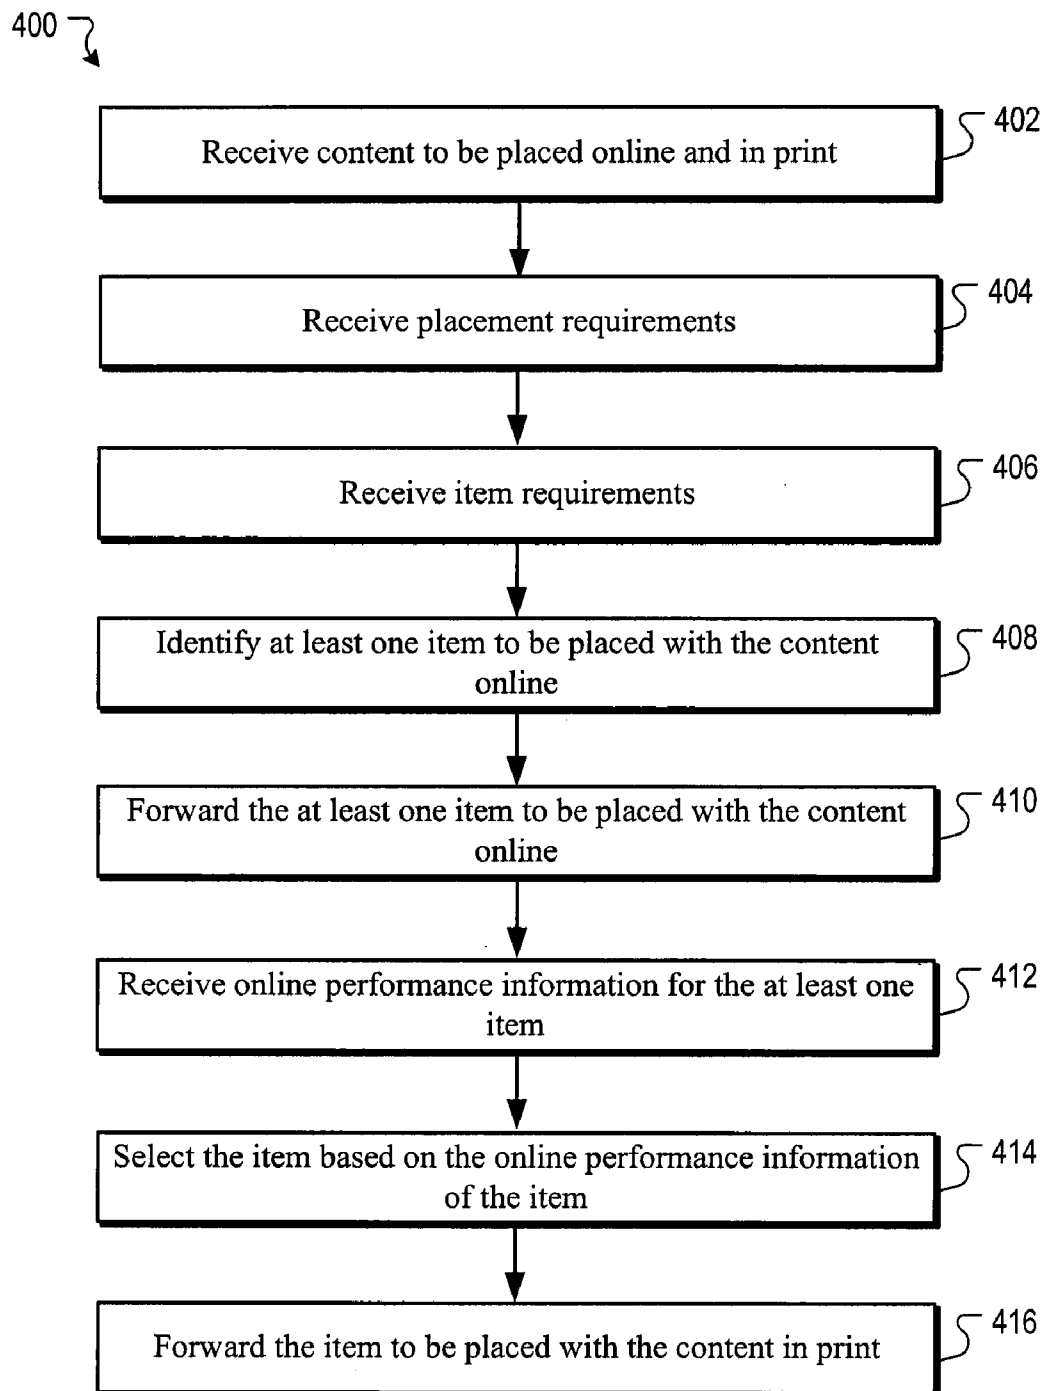 400
Receive content to be placed online and in print
402
Receive placement requirements
404
Receive item requirements
406
Identify at least one item to be placed with the content
online
408
Forward the at least one item to be placed with the content
online
410
Receive online performance information for the at least one
item
412
Select the item based on the online performance information
of the item
414
Forward the item to be placed with the content in print
416